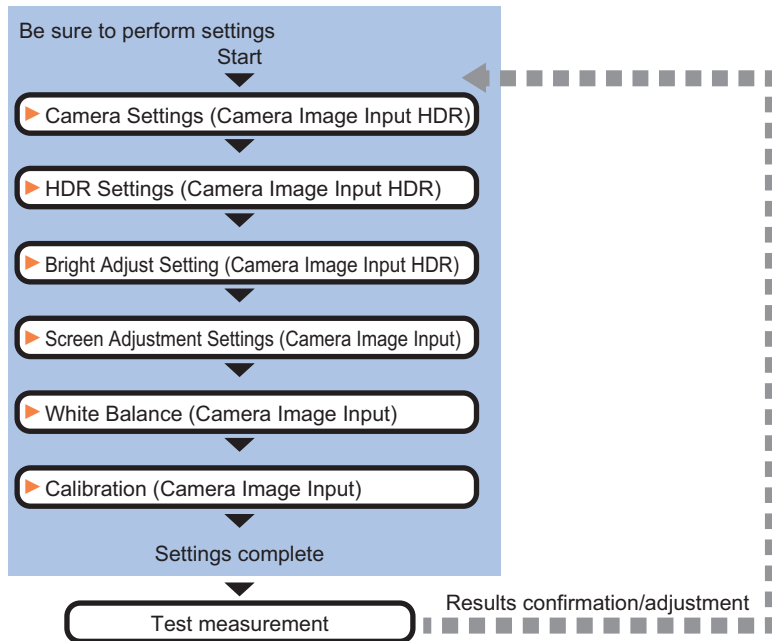 Be sure to perform settings
Start
Camera Settings (Camera Image Input HDR)
HDR Settings (Camera Image Input HDR)
Bright Adjust Setting (Camera Image Input HDR)
Screen Adjustment Settings (Camera Image Input)
White Balance (Camera Image Input)
Calibration (Camera Image Input)
Settings complete
Test measurement
Results confirmation/adjustment